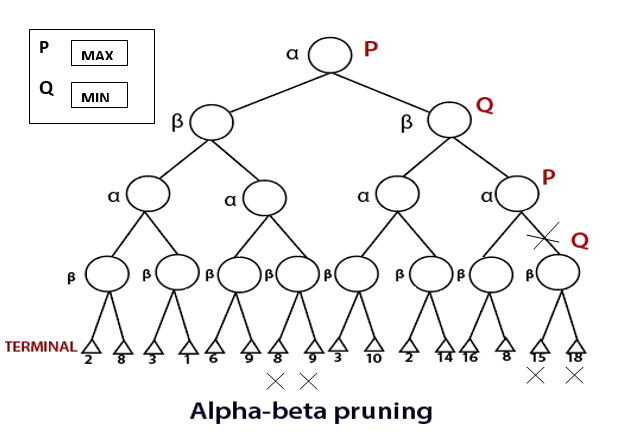 P MAX
Q MIN
α P
β β Q
α α α α P
Q
β β β β β β β β
TERMINAL
2 8 3 1 6 9 8 9 3 10 2 14 16 8 15 18
Alpha-beta pruning